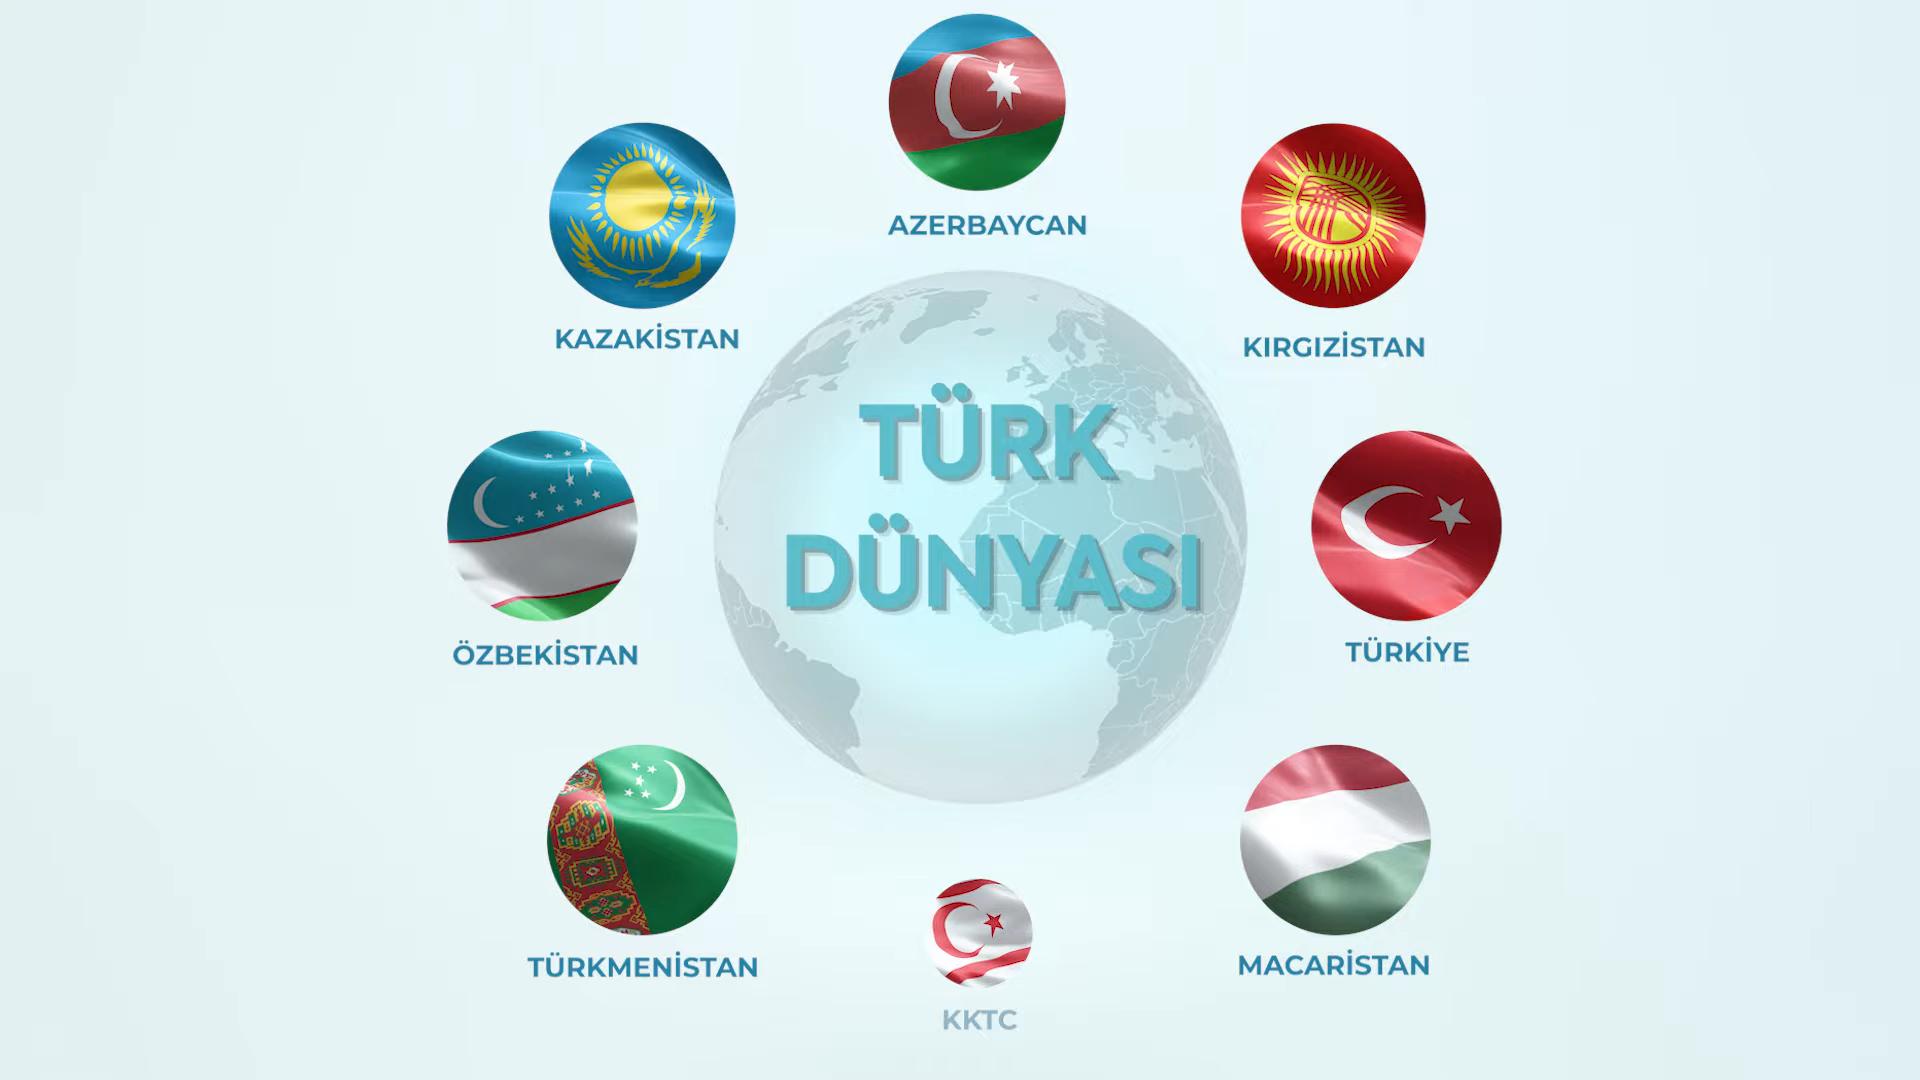 AZERBAYCAN
KAZAKİSTAN
KIRGIZİSTAN
TÜRK
DÜNYASI
ÖZBEKİSTAN
TÜRKİYE
TÜRKMENİSTAN
MACARİSTAN
KKTC